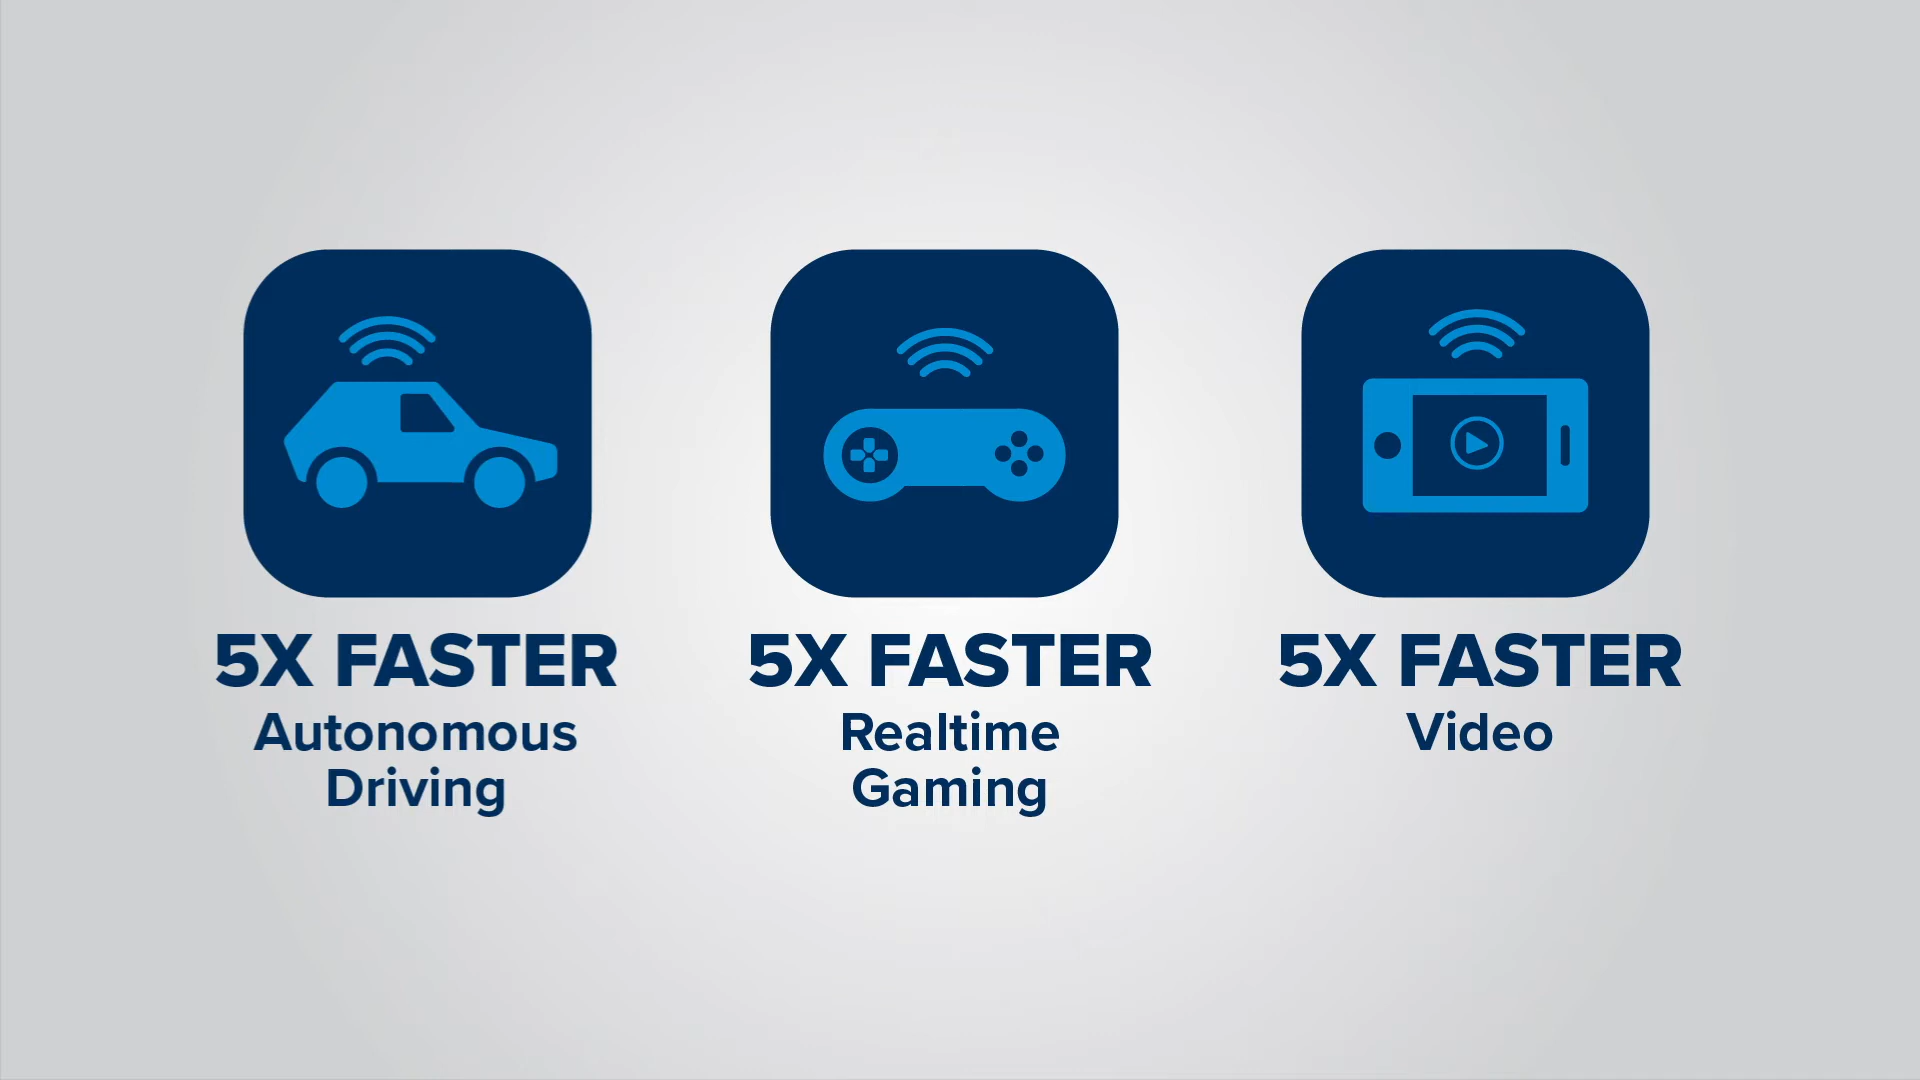 5X FASTER
Autonomous
Driving
5X FASTER
Realtime
Gaming
5X FASTER
Video